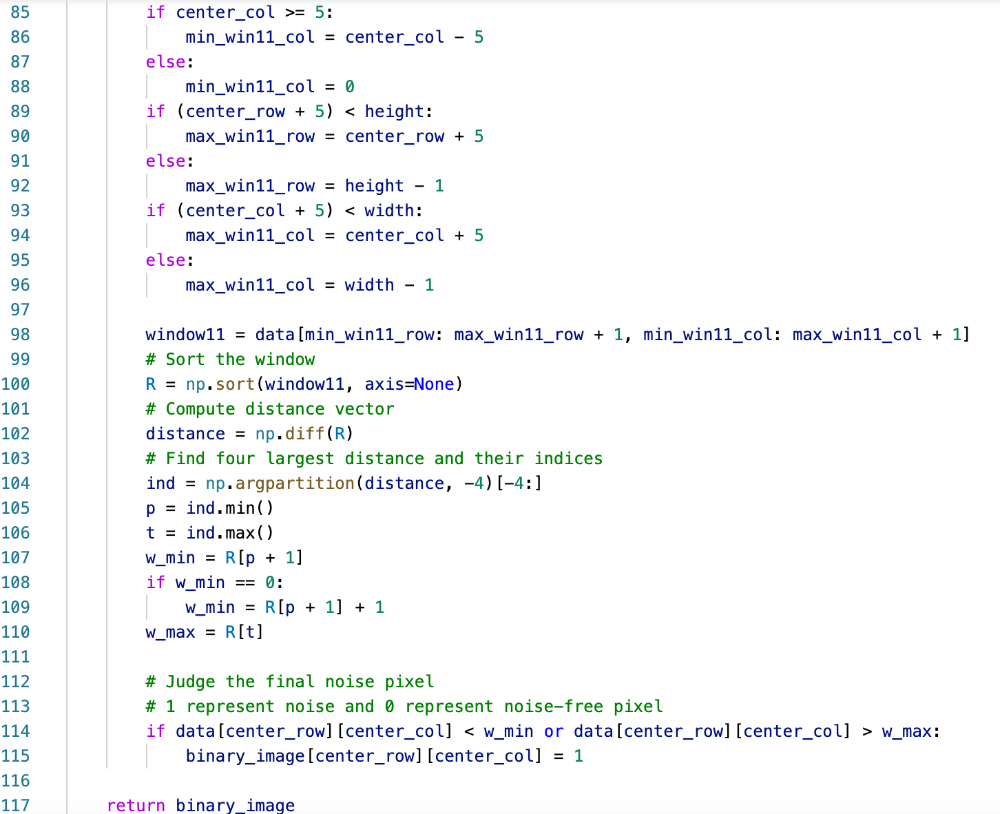 85 if center_col >= 5:
86 min_win11_col = center_col - 5
87 else:
88 min_win11_col = 0
89 if (center_row + 5) < height:
90 max_win11_row = center_row + 5
91 else:
92 max_win11_row = height - 1
93 if (center_col + 5) < width:
94 max_win11_col = center_col + 5
95 else:
96 max_win11_col = width - 1
97
98 window11 = data[min_win11_row: max_win11_row + 1, min_win11_col: max_win11_col + 1]
99 # Sort the window
100 R = np.sort(window11, axis=None)
101 # Compute distance vector
102 distance = np.diff(R)
103 # Find four largest distance and their indices
104 ind = np.argpartition(distance, -4)[-4:]
105 p = ind.min()
106 t = ind.max()
107 w_min = R[p + 1]
108 if w_min == 0:
109 w_min = R[p + 1] + 1
110 w_max = R[t]
111
112 # Judge the final noise pixel
113 # 1 represent noise and 0 represent noise-free pixel
114 if data[center_row][center_col] < w_min or data[center_row][center_col] > w_max:
115 binary_image[center_row][center_col] = 1
116
117 return binary_image